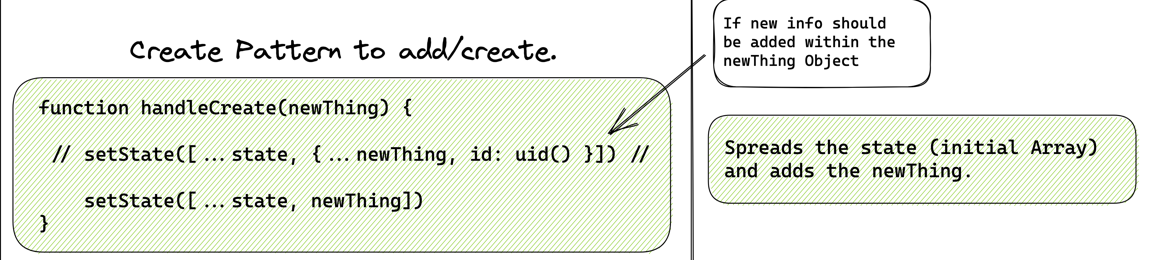 Create Pattern to add/create.
function handleCreate(newThing) {
// setState([...state, {...newThing, id: uid() }]) //
setState([...state, newThing])
}
If new info should
be added within the
newThing Object
Spreads the state (initial Array)
and adds the newThing.